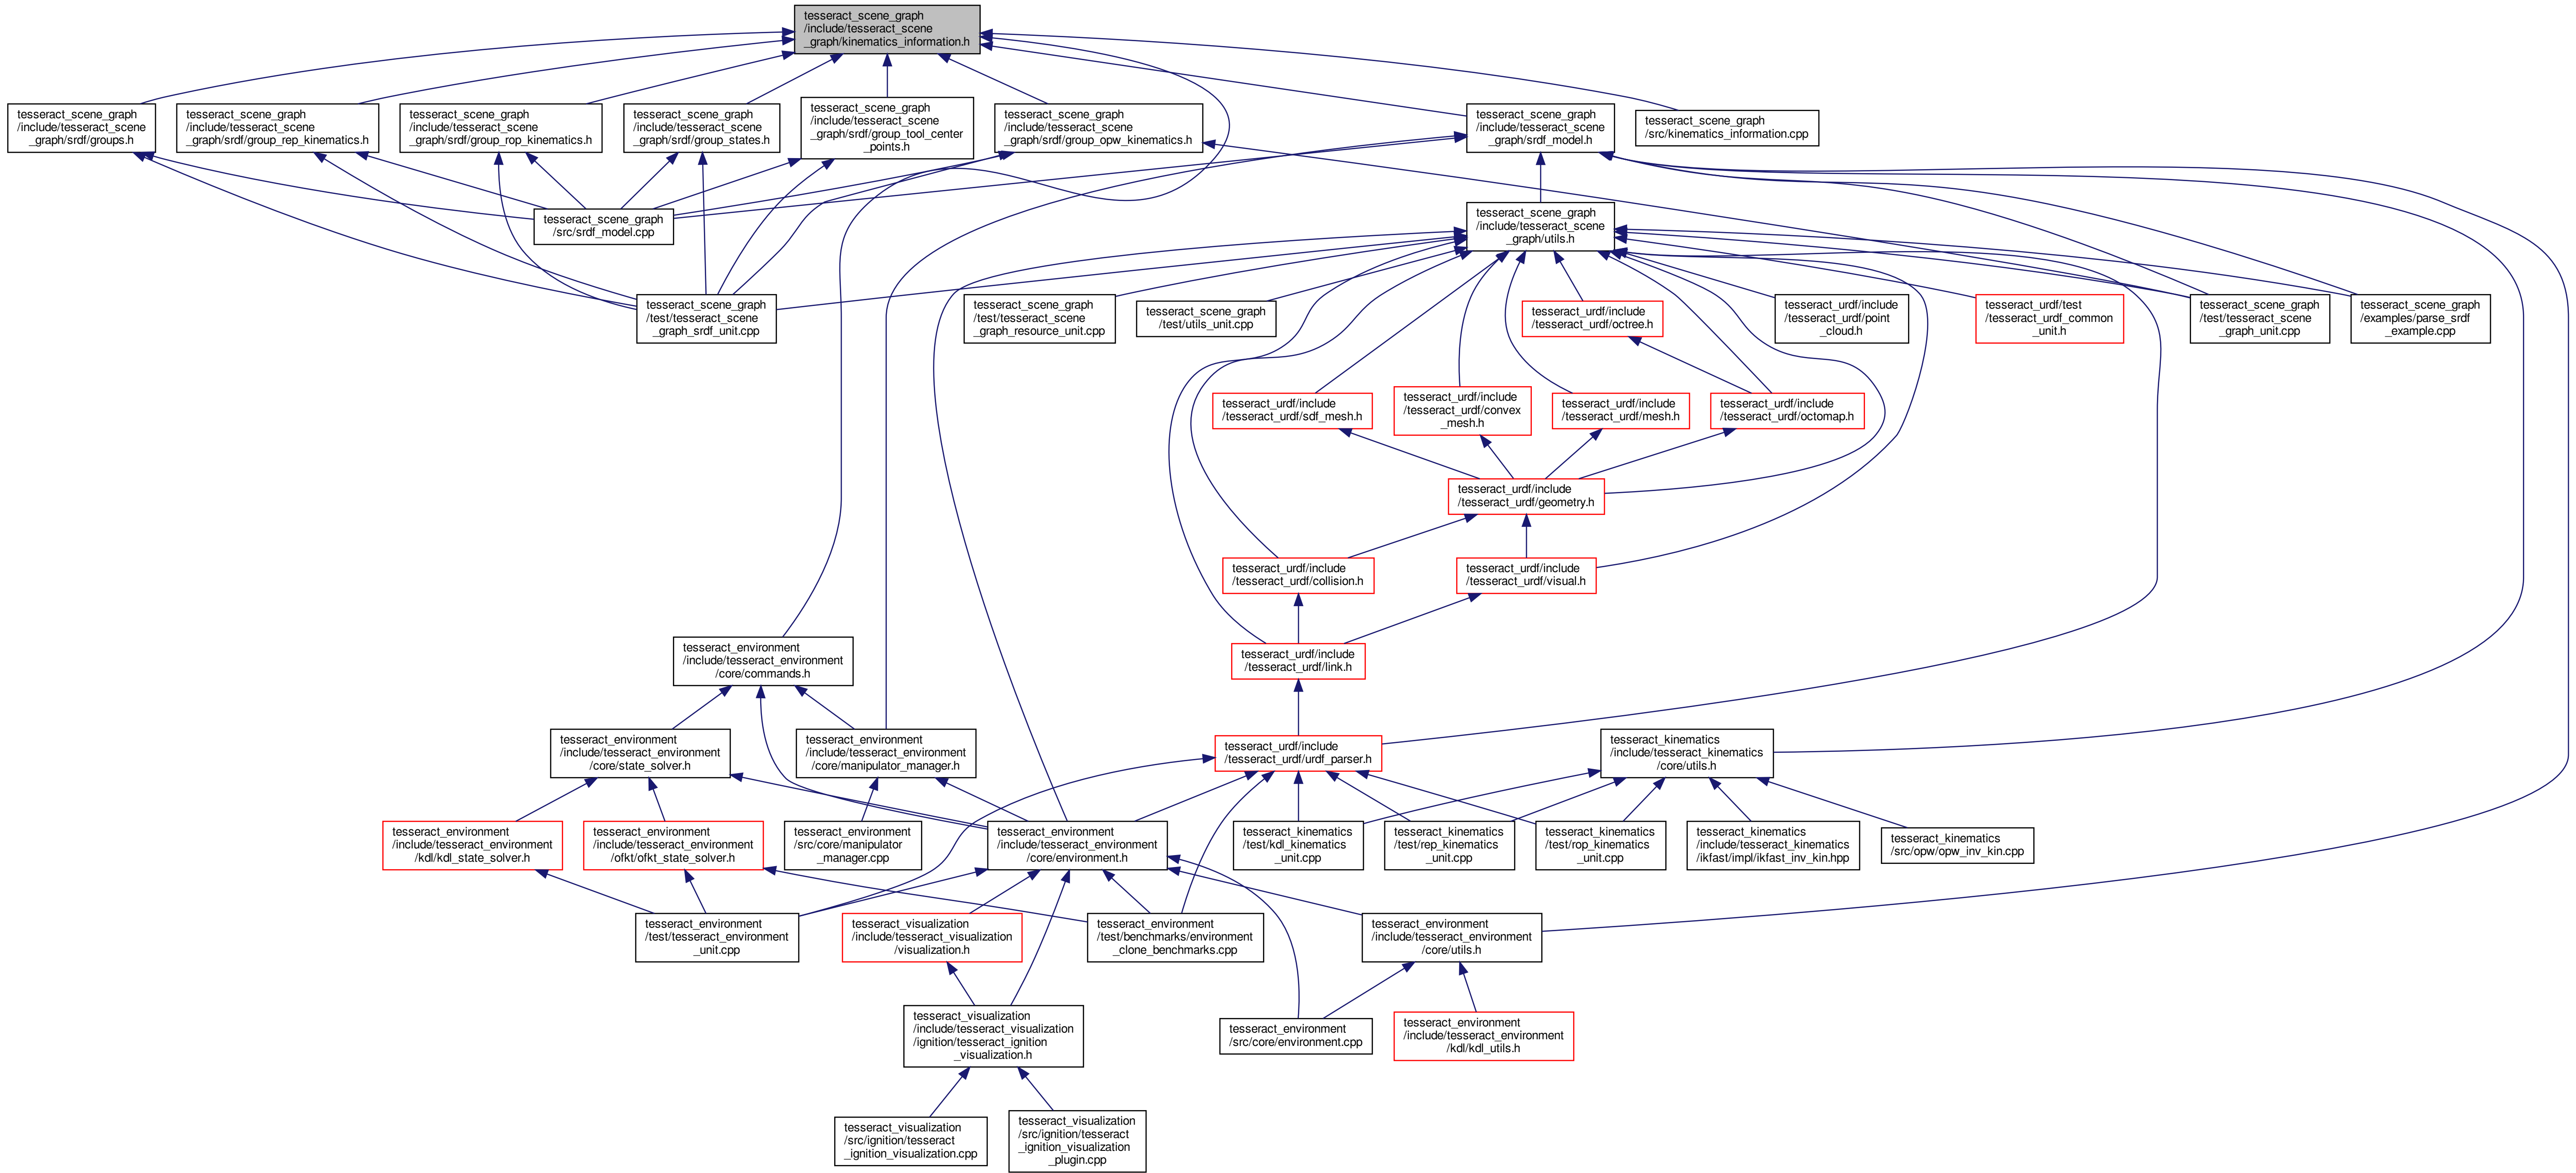 tesseract_scene_graph
/include/tesseract_scene
_graph/kinematics_information.h
tesseract_scene_graph
/include/tesseract_scene
_graph/srdf/groups.h
tesseract_scene_graph
/include/tesseract_scene
_graph/srdf/group_rep_kinematics.h
tesseract_scene_graph
/include/tesseract_scene
_graph/srdf/group_rop_kinematics.h
tesseract_scene_graph
/include/tesseract_scene
_graph/srdf/group_states.h
tesseract_scene_graph
/include/tesseract_scene
_graph/srdf/group_tool_center
_points.h
tesseract_scene_graph
/include/tesseract_scene
_graph/srdf/group_opw_kinematics.h
tesseract_scene_graph
/include/tesseract_scene
_graph/srdf_model.h
tesseract_scene_graph
/src/kinematics_information.cpp
tesseract_scene_graph
/src/srdf_model.cpp
tesseract_scene_graph
/include/tesseract_scene
_graph/utils.h
tesseract_scene_graph
/test/tesseract_scene
_graph_srdf_unit.cpp
tesseract_scene_graph
/test/tesseract_scene
_graph_resource_unit.cpp
tesseract_scene_graph
/test/utils_unit.cpp
tesseract_urdf/include
/tesseract_urdf/octree.h
tesseract_urdf/include
/tesseract_urdf/point
_cloud.h
tesseract_urdf/test
/tesseract_urdf_common
_unit.h
tesseract_scene_graph
/test/tesseract_scene
_graph_unit.cpp
tesseract_scene_graph
/examples/parse_srdf
_example.cpp
tesseract_urdf/include
/tesseract_urdf/sdf_mesh.h
tesseract_urdf/include
/tesseract_urdf/convex
_mesh.h
tesseract_urdf/include
/tesseract_urdf/mesh.h
tesseract_urdf/include
/tesseract_urdf/octomap.h
tesseract_urdf/include
/tesseract_urdf/geometry.h
tesseract_urdf/include
/tesseract_urdf/collision.h
tesseract_urdf/include
/tesseract_urdf/visual.h
tesseract_environment
/include/tesseract_environment
/core/commands.h
tesseract_urdf/include
/tesseract_urdf/link.h
tesseract_environment
/include/tesseract_environment
/core/state_solver.h
tesseract_environment
/include/tesseract_environment
/core/manipulator_manager.h
tesseract_urdf/include
/tesseract_urdf/urdf_parser.h
tesseract_kinematics
/include/tesseract_kinematics
/core/utils.h
tesseract_environment
/include/tesseract_environment
/kdl/kdl_state_solver.h
tesseract_environment
/include/tesseract_environment
/ofkt/ofkt_state_solver.h
tesseract_environment
/src/core/manipulator
_manager.cpp
tesseract_environment
/include/tesseract_environment
/core/environment.h
tesseract_kinematics
/test/kdl_kinematics
_unit.cpp
tesseract_kinematics
/test/rep_kinematics
_unit.cpp
tesseract_kinematics
/test/rop_kinematics
_unit.cpp
tesseract_kinematics
/include/tesseract_kinematics
/ikfast/impl/ikfast_inv_kin.hpp
tesseract_kinematics
/src/opw/opw_inv_kin.cpp
tesseract_environment
/test/tesseract_environment
_unit.cpp
tesseract_visualization
/include/tesseract_visualization
/visualization.h
tesseract_environment
/test/benchmarks/environment
_clone_benchmarks.cpp
tesseract_environment
/include/tesseract_environment
/core/utils.h
tesseract_visualization
/include/tesseract_visualization
/ignition/tesseract_ignition
_visualization.h
tesseract_environment
/src/core/environment.cpp
tesseract_environment
/include/tesseract_environment
/kdl/kdl_utils.h
tesseract_visualization
/src/ignition/tesseract
_ignition_visualization.cpp
tesseract_visualization
/src/ignition/tesseract
_ignition_visualization
_plugin.cpp